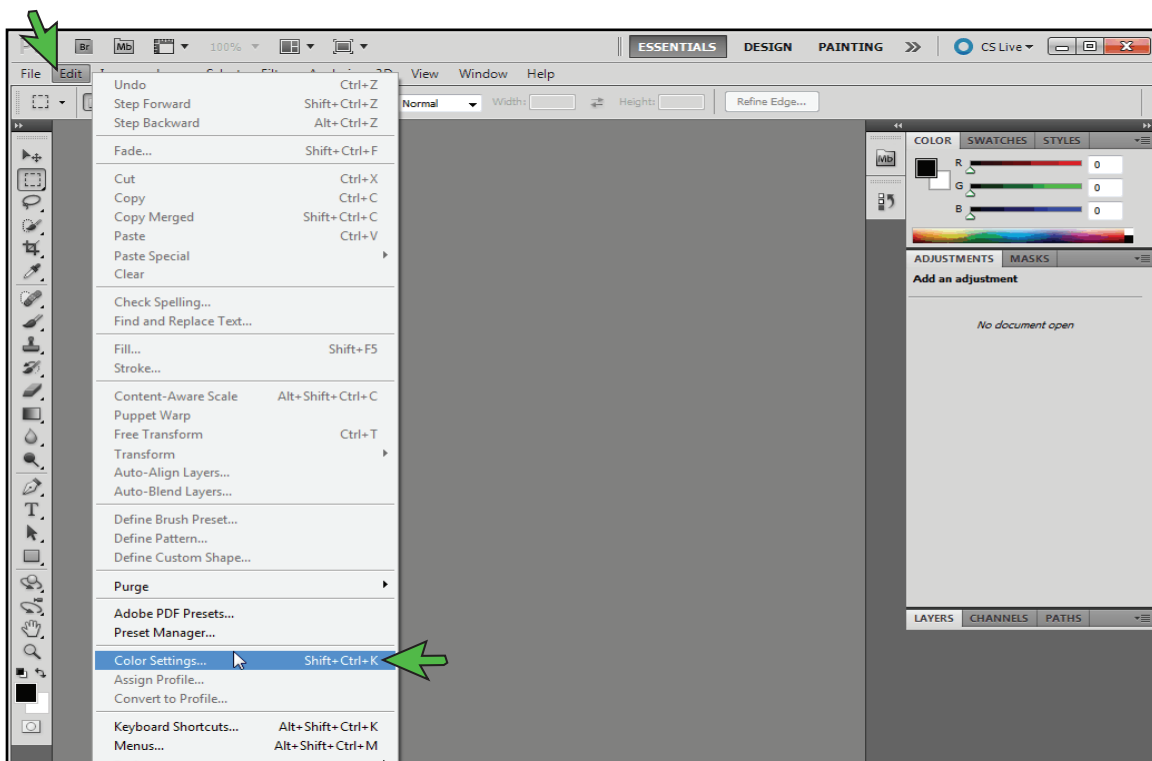 Br Mb 100% ESSENTIALS DESIGN PAINTING CS Live
File Edit View Window Help
Normal Width: Height: Refine Edge...
Undo Ctrl+Z
Step Forward Shift+Ctrl+Z
Step Backward Alt+Ctrl+Z
Fade... Shift+Ctrl+F
Cut Ctrl+X
Copy Ctrl+C
Copy Merged Shift+Ctrl+C
Paste Ctrl+V
Paste Special
Clear
Check Spelling...
Find and Replace Text...
Fill... Shift+F5
Stroke...
Content-Aware Scale Alt+Shift+Ctrl+C
Puppet Warp
Free Transform Ctrl+T
Transform
Auto-Align Layers...
Auto-Blend Layers...
Define Brush Preset...
Define Pattern...
Define Custom Shape...
Purge
Adobe PDF Presets...
Preset Manager...
Color Settings... Shift+Ctrl+K
Assign Profile...
Convert to Profile...
Keyboard Shortcuts... Alt+Shift+Ctrl+K
Menus... Alt+Shift+Ctrl+M
T
Mb
COLOR SWATCHES STYLES
R 0
G 0
B 0
ADJUSTMENTS MASKS
Add an adjustment
No document open
LAYERS CHANNELS PATHS